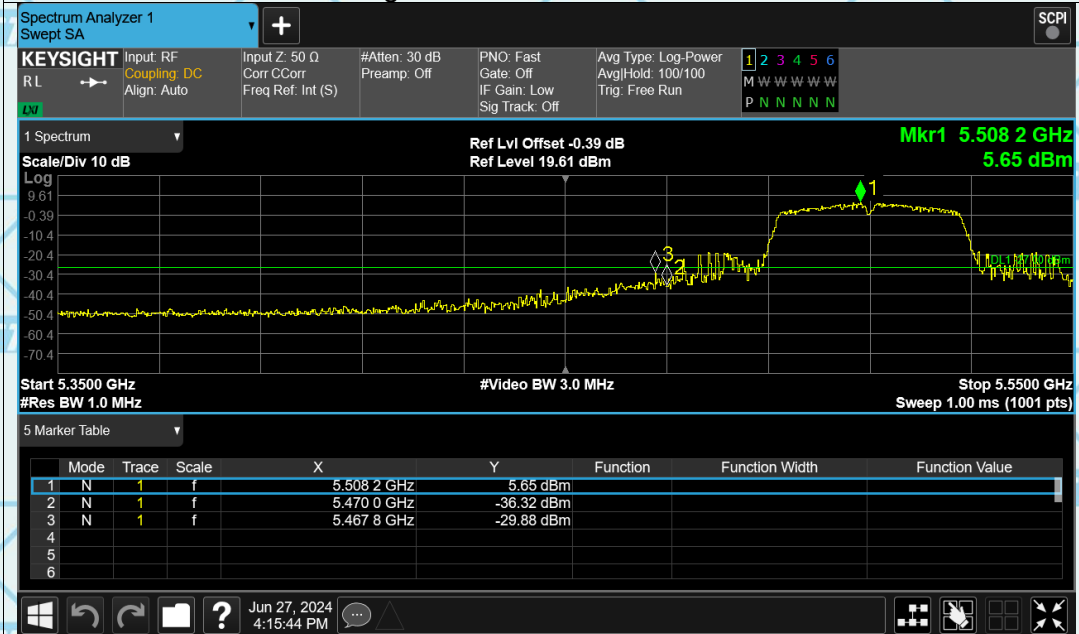 Spectrum Analyzer 1
Swept SA
+
SCPI
KEYSIGHT Input: RF Input Z: 50 Ω #Atten: 30 dB PNO: Fast Avg Type: Log-Power 1 2 3 4 5 6
RL Coupling: DC Corr CCorr Preamp: Off Gate: Off Avg|Hold: 100/100 M W W W W W
Align: Auto Freq Ref: Int (S) IF Gain: Low Trig: Free Run
LXI Sig Track: Off P N N N N N
1 Spectrum
Ref Lvl Offset -0.39 dB Mkr1 5.508 2 GHz
Scale/Div 10 dB Ref Level 19.61 dBm 5.65 dBm
Log
9.61
-0.39
-10.4
-20.4
-30.4
-40.4
-50.4
-60.4
-70.4
1
3
2
Start 5.3500 GHz #Video BW 3.0 MHz Stop 5.5500 GHz
#Res BW 1.0 MHz Sweep 1.00 ms (1001 pts)
5 Marker Table
Mode Trace Scale X Y Function Function Width Function Value
1 N 1 f 5.508 2 GHz 5.65 dBm
2 N 1 f 5.470 0 GHz -36.32 dBm
3 N 1 f 5.467 8 GHz -29.88 dBm
4
5
6
?
Jun 27, 2024
4:15:44 PM